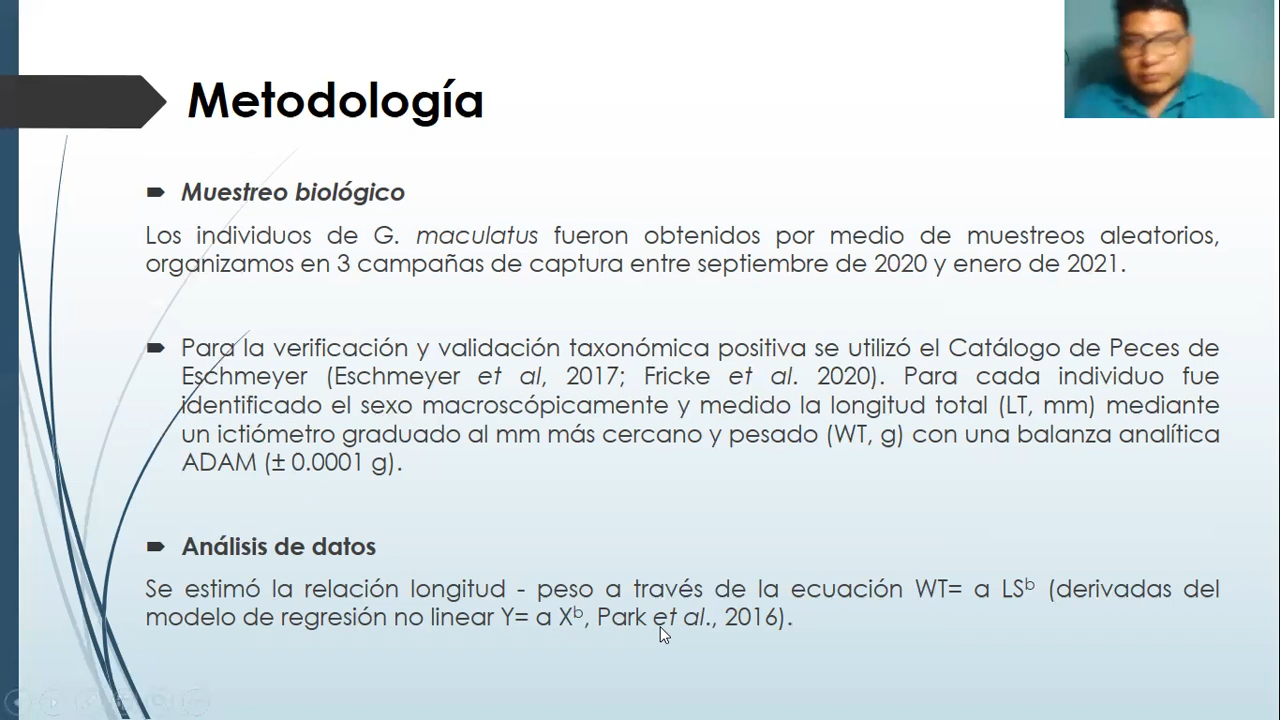 Metodología
Muestreo biológico
Los individuos de G. maculatus fueron obtenidos por medio de muestreos aleatorios,
organizamos en 3 campañas de captura entre septiembre de 2020 y enero de 2021.
Para la verificación y validación taxonómica positiva se utilizó el Catálogo de Peces de
Eschmeyer (Eschmeyer et al, 2017; Fricke et al. 2020). Para cada individuo fue
identificado el sexo macroscópicamente y medido la longitud total (LT, mm) mediante
un ictiómetro graduado al mm más cercano y pesado (WT, g) con una balanza analítica
ADAM (± 0.0001 g).
Análisis de datos
Se estimó la relación longitud - peso a través de la ecuación WT= a LSᵇ (derivadas del
modelo de regresión no linear Y= a Xᵇ, Park et al., 2016).